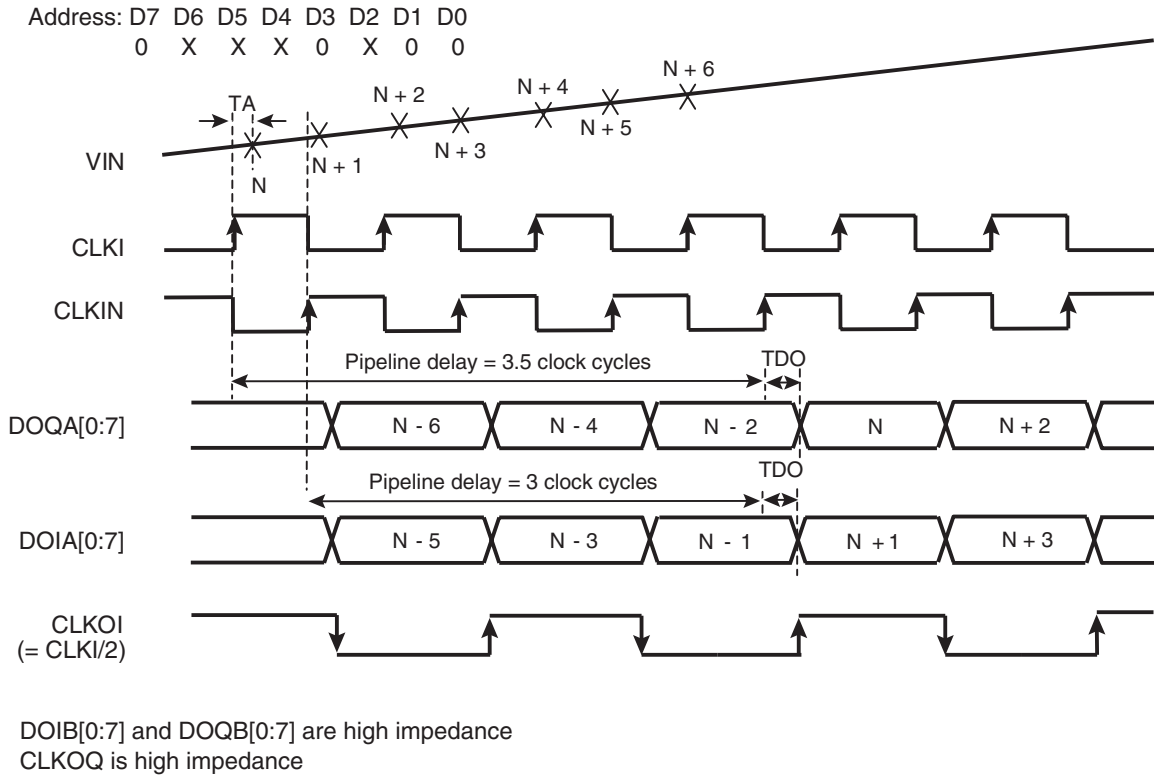 Address: D7 D6 D5 D4 D3 D2 D1 D0
0 X X X 0 X 0 0
TA
N + 2
N + 4
N + 6
VIN
N
N + 1
N + 3
N + 5
CLKI
CLKIN
Pipeline delay = 3.5 clock cycles
TDO
DOQA[0:7]
N - 6
N - 4
N - 2
N
N + 2
Pipeline delay = 3 clock cycles
TDO
DOIA[0:7]
N - 5
N - 3
N - 1
N + 1
N + 3
CLKOI
(= CLKI/2)
DOIB[0:7] and DOQB[0:7] are high impedance
CLKOQ is high impedance